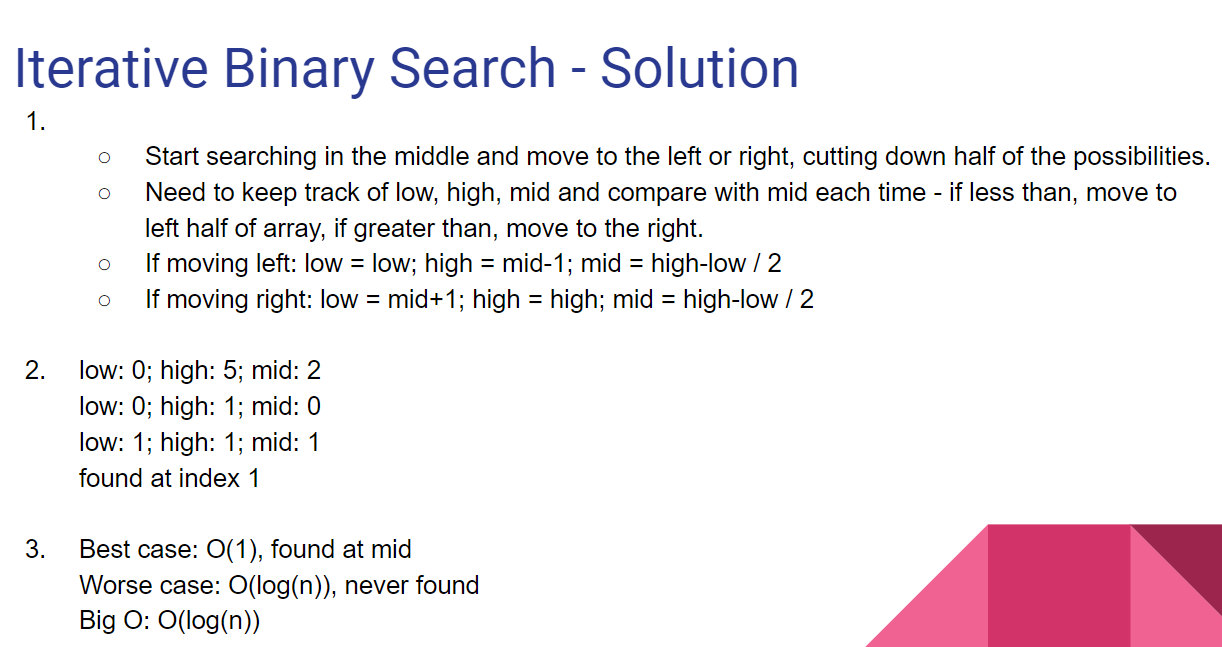 Iterative Binary Search - Solution
1.
○ Start searching in the middle and move to the left or right, cutting down half of the possibilities.
○ Need to keep track of low, high, mid and compare with mid each time - if less than, move to
left half of array, if greater than, move to the right.
○ If moving left: low = low; high = mid-1; mid = high-low / 2
○ If moving right: low = mid+1; high = high; mid = high-low / 2
2. low: 0; high: 5; mid: 2
low: 0; high: 1; mid: 0
low: 1; high: 1; mid: 1
found at index 1
3. Best case: O(1), found at mid
Worse case: O(log(n)), never found
Big O: O(log(n))